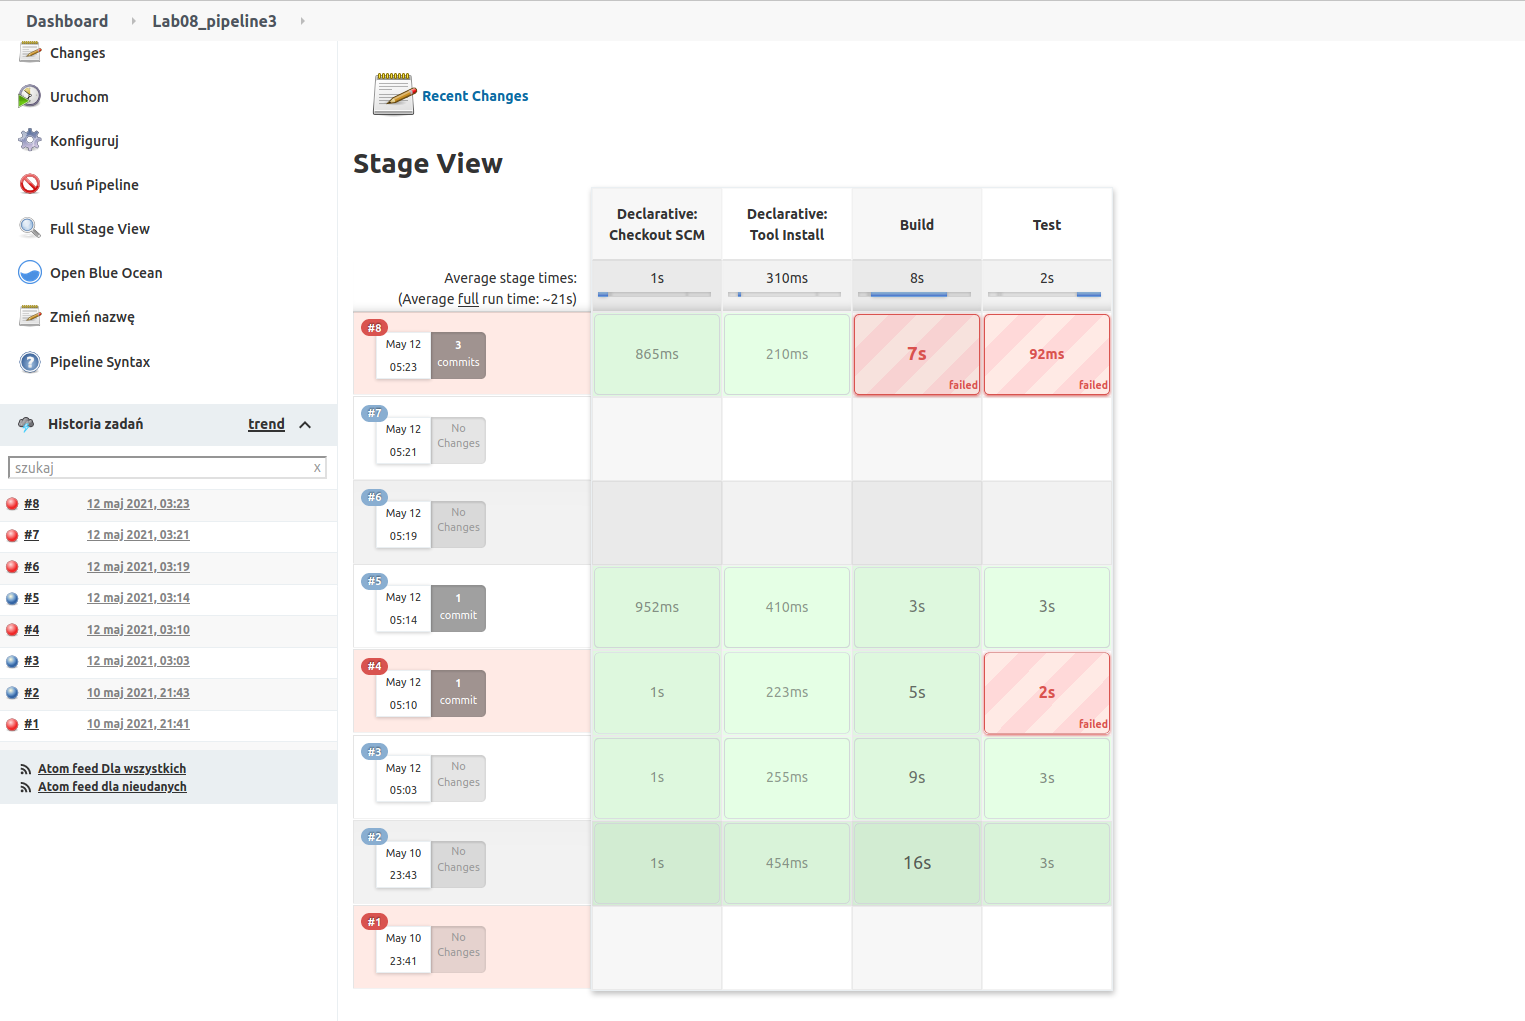 Dashboard
Lab08_pipeline3
Changes
Uruchom
Konfiguruj
Usuń Pipeline
Full Stage View
Open Blue Ocean
Zmień nazwę
Pipeline Syntax
Historia zadań
trend
szukaj
x
#8 12 maj 2021, 03:23
#7 12 maj 2021, 03:21
#6 12 maj 2021, 03:19
#5 12 maj 2021, 03:14
#4 12 maj 2021, 03:10
#3 12 maj 2021, 03:03
#2 10 maj 2021, 21:43
#1 10 maj 2021, 21:41
Atom feed Dla wszystkich
Atom feed dla nieudanych
Recent Changes
Stage View
Declarative:
Checkout SCM
Declarative:
Tool Install
Build
Test
Average stage times:
(Average full run time: ~21s)
1s
310ms
8s
2s
#8
May 12
05:23
3
commits
865ms
210ms
7s
failed
92ms
failed
#7
May 12
05:21
No
Changes
#6
May 12
05:19
No
Changes
#5
May 12
05:14
1
commit
952ms
410ms
3s
3s
#4
May 12
05:10
1
commit
1s
223ms
5s
2s
failed
#3
May 12
05:03
No
Changes
1s
255ms
9s
3s
#2
May 10
23:43
No
Changes
1s
454ms
16s
3s
#1
May 10
23:41
No
Changes